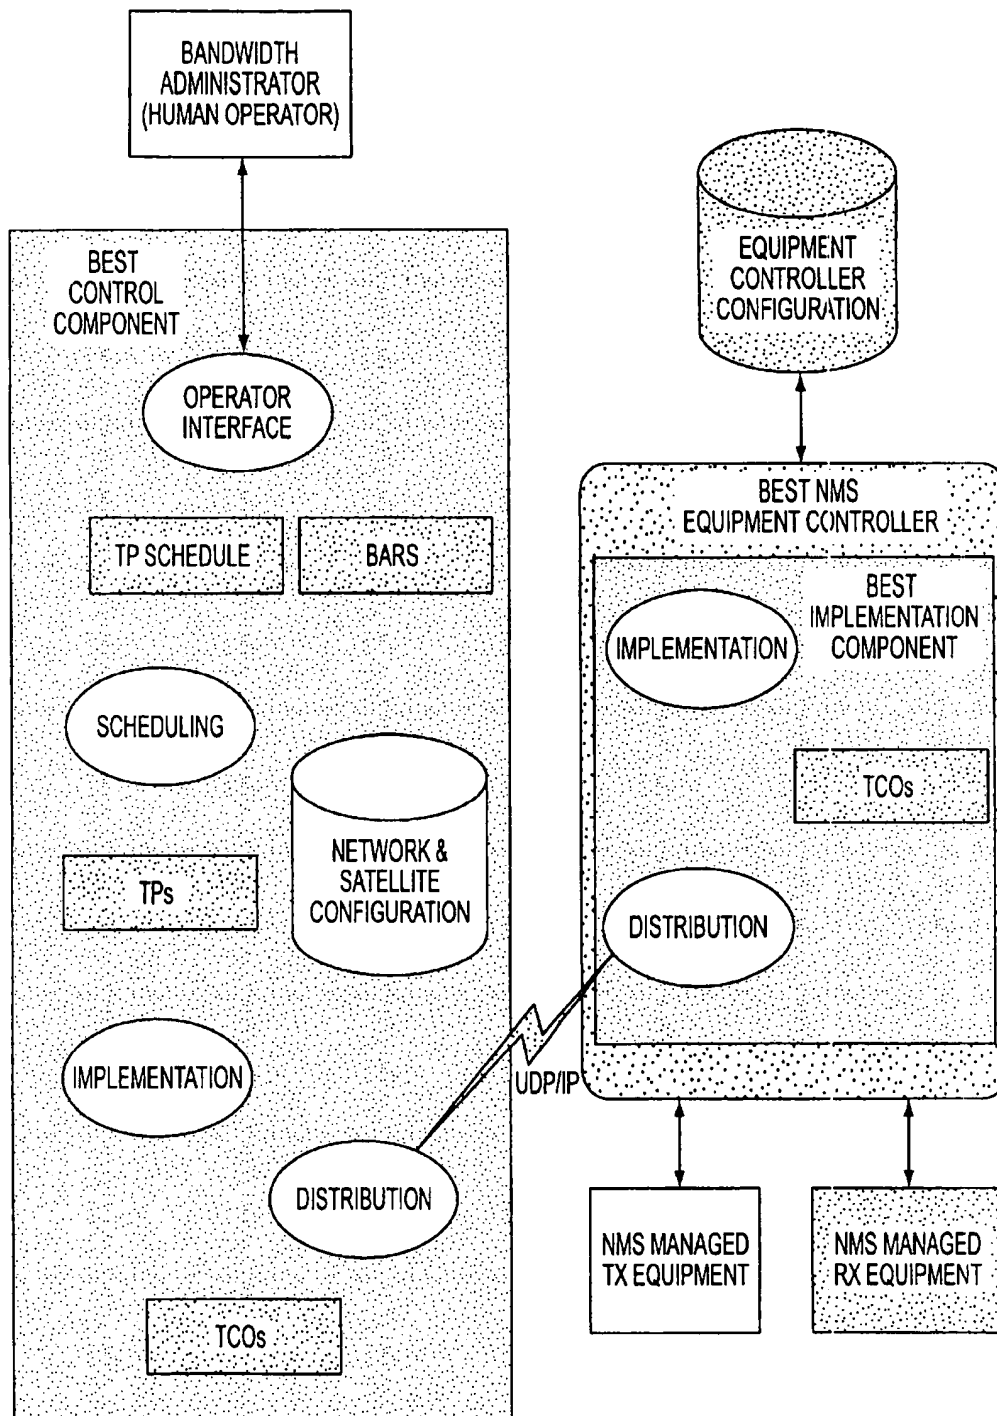 BANDWIDTH
ADMINISTRATOR
(HUMAN OPERATOR)
BEST
CONTROL
COMPONENT
OPERATOR
INTERFACE
TP SCHEDULE
BARS
SCHEDULING
NETWORK &
SATELLITE
CONFIGURATION
TPs
IMPLEMENTATION
DISTRIBUTION
TCOs
UDP/IP
EQUIPMENT
CONTROLLER
CONFIGURATION
BEST NMS
EQUIPMENT CONTROLLER
BEST
IMPLEMENTATION
COMPONENT
IMPLEMENTATION
TCOs
DISTRIBUTION
NMS MANAGED
TX EQUIPMENT
NMS MANAGED
RX EQUIPMENT